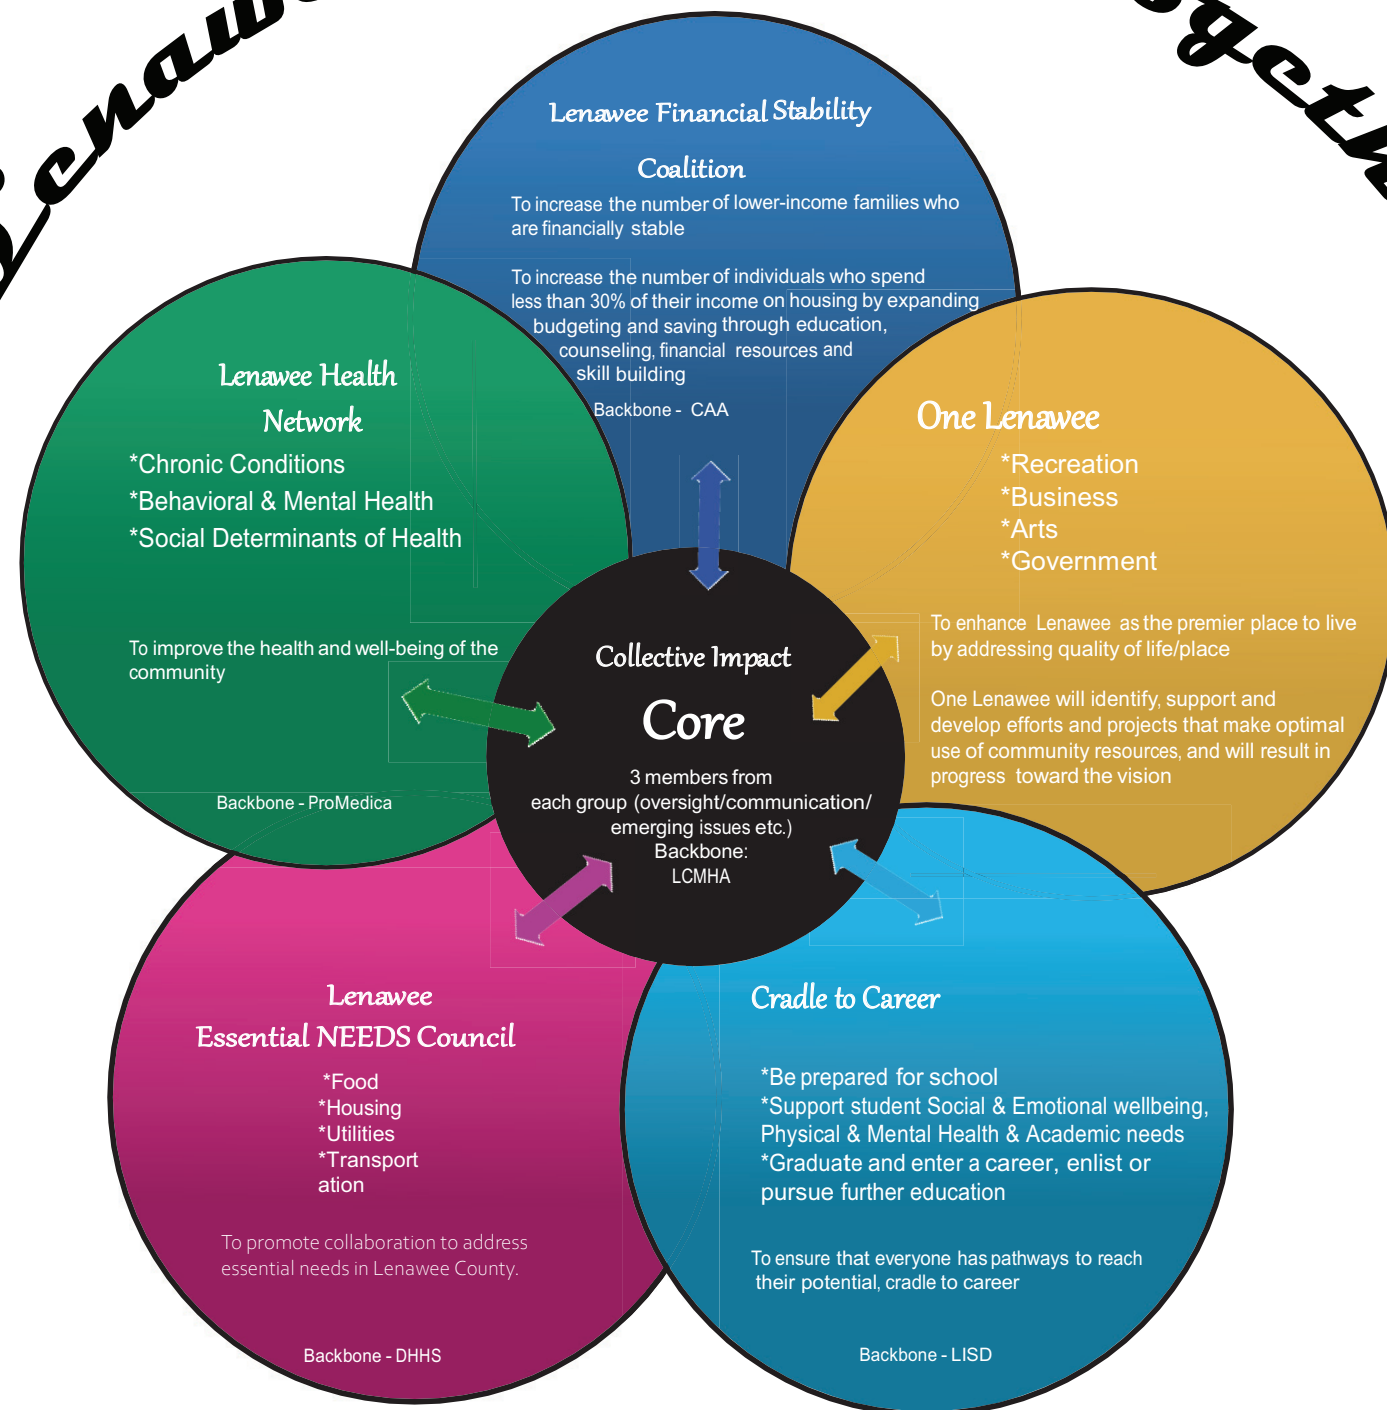 Lenawee Financial Stability
Coalition
To increase the number of lower-income families who
are financially stable
To increase the number of individuals who spend
less than 30% of their income on housing by expanding
budgeting and saving through education,
counseling, financial resources and
skill building
Backbone - CAA
Lenawee Health
Network
*Chronic Conditions
*Behavioral & Mental Health
*Social Determinants of Health
To improve the health and well-being of the
community
Backbone - ProMedica
One Lenawee
*Recreation
*Business
*Arts
*Government
To enhance Lenawee as the premier place to live
by addressing quality of life/place
One Lenawee will identify, support and
develop efforts and projects that make optimal
use of community resources, and will result in
progress toward the vision
Collective Impact
Core
3 members from
each group (oversight/communication/
emerging issues etc.)
Backbone:
LCMHA
Lenawee
Essential NEEDS Council
*Food
*Housing
*Utilities
*Transport
ation
To promote collaboration to address
essential needs in Lenawee County.
Backbone - DHHS
Cradle to Career
*Be prepared for school
*Support student Social & Emotional wellbeing,
Physical & Mental Health & Academic needs
*Graduate and enter a career, enlist or
pursue further education
To ensure that everyone has pathways to reach
their potential, cradle to career
Backbone - LISD